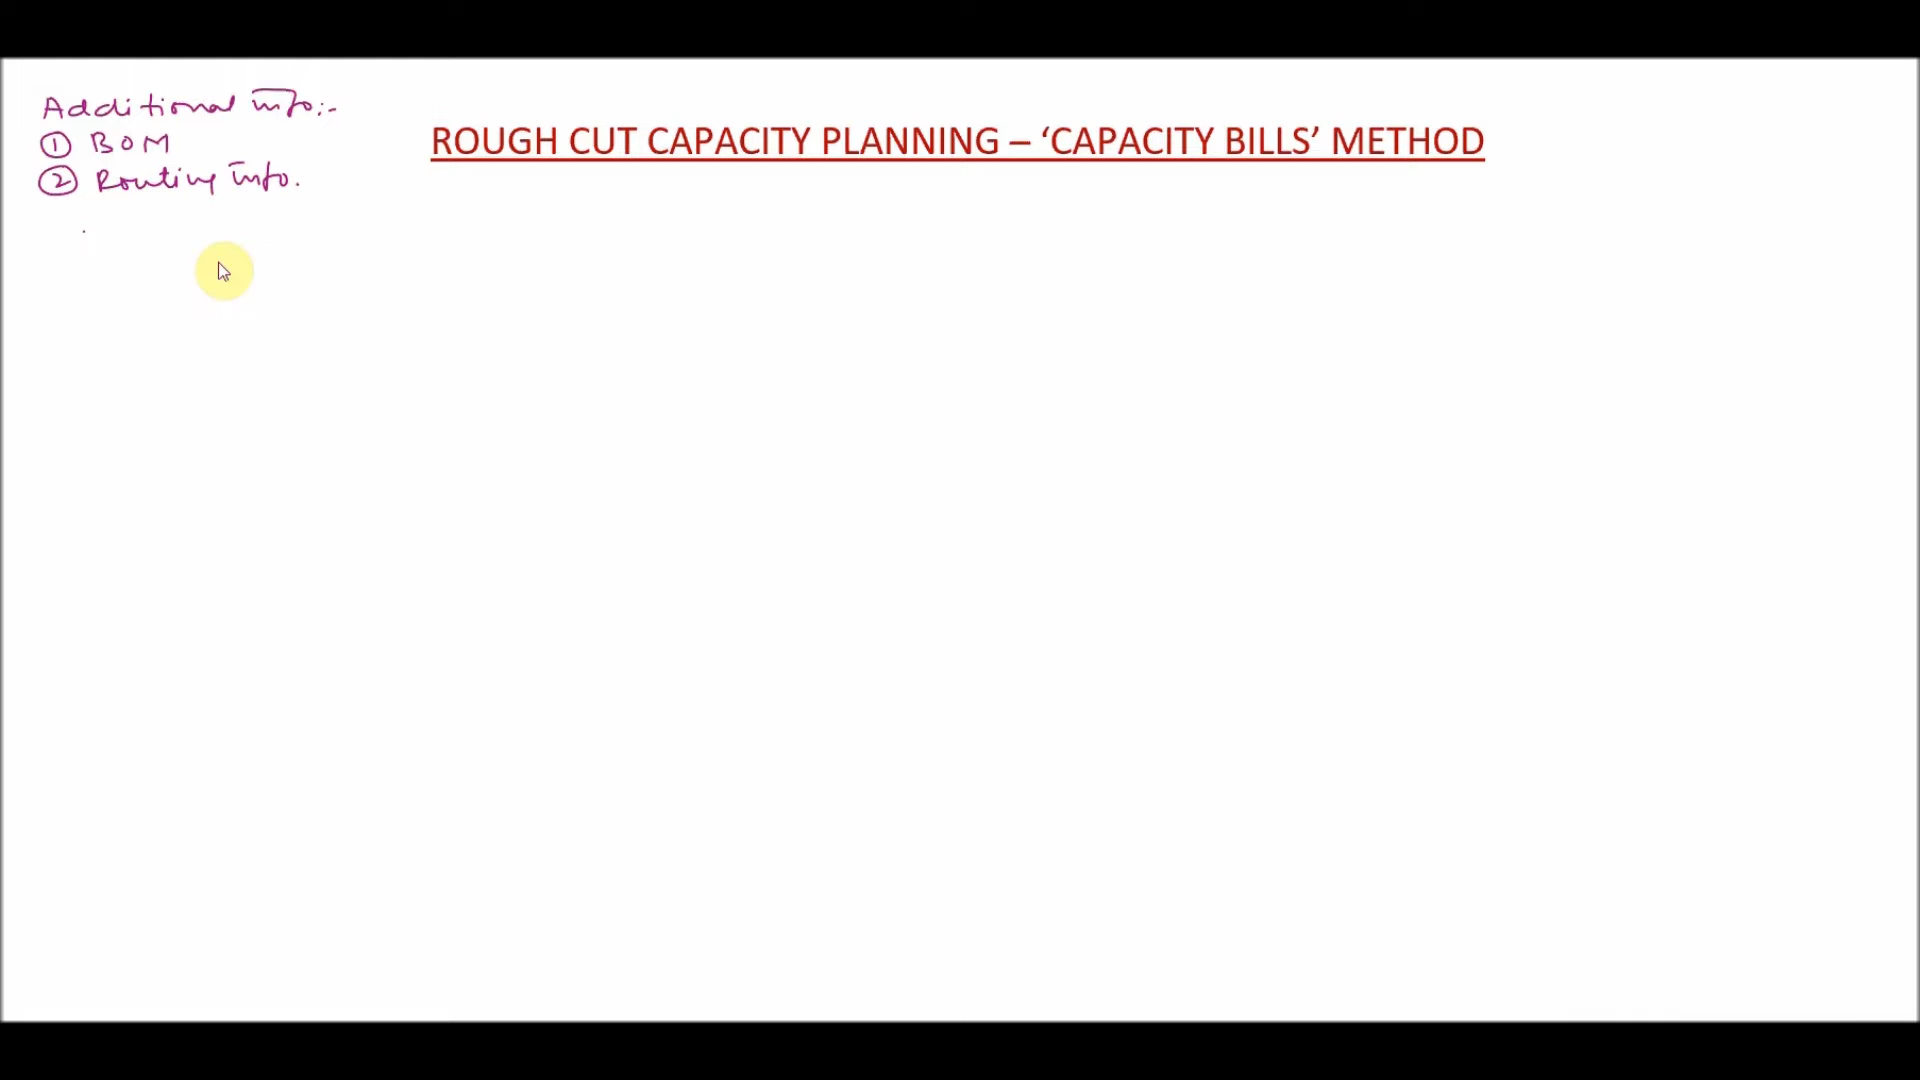 Additional info:-
① BOM
② Routing info.
ROUGH CUT CAPACITY PLANNING – ‘CAPACITY BILLS’ METHOD